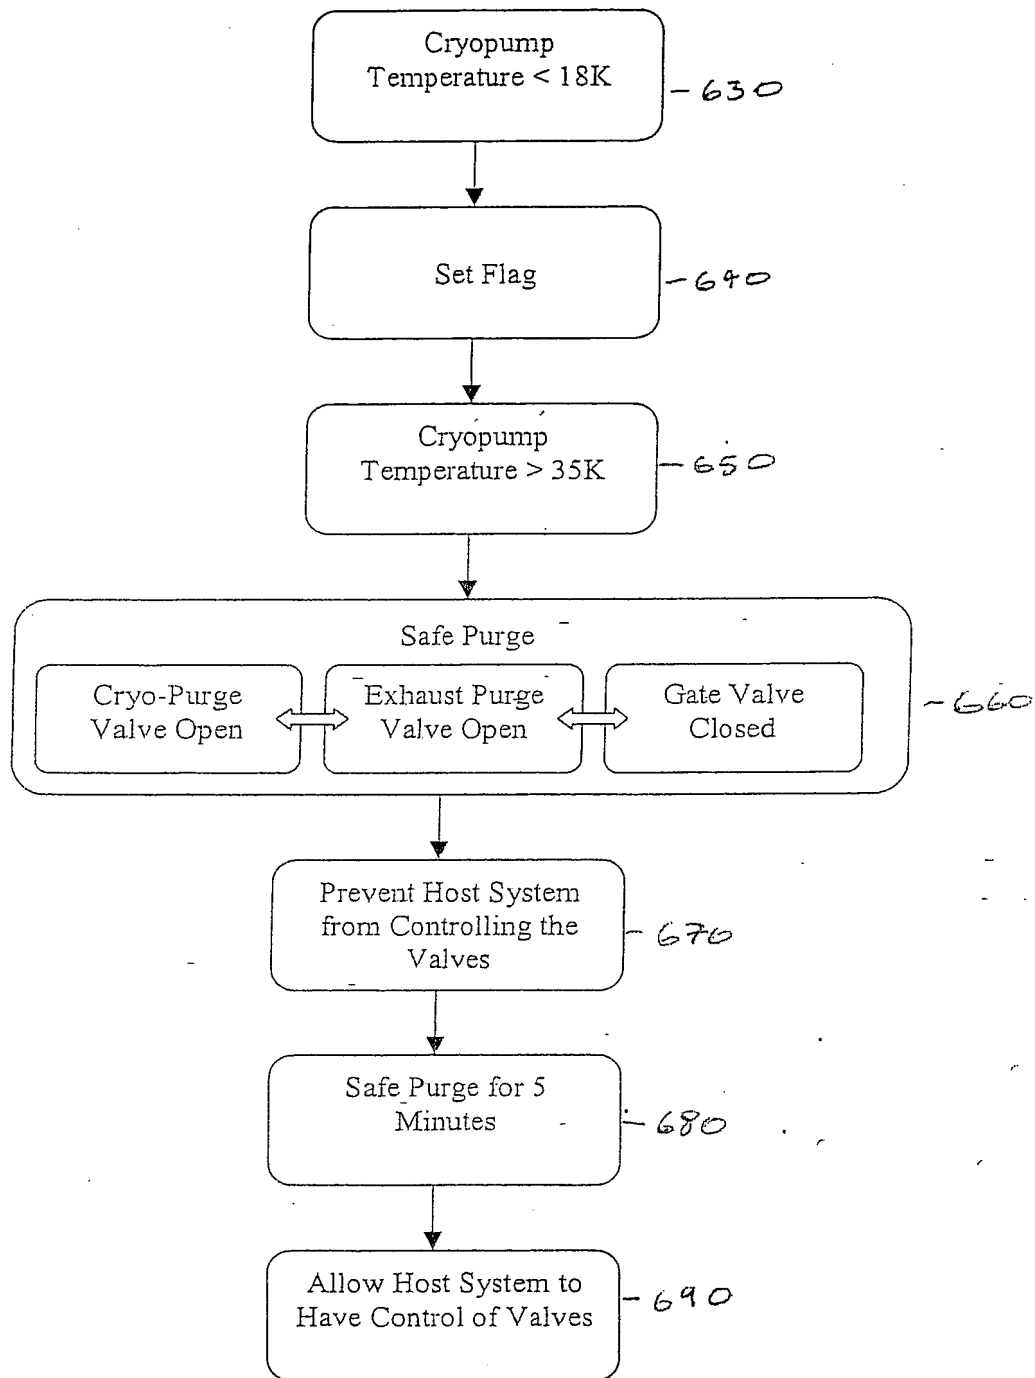 Cryopump
Temperature < 18K
- 630
Set Flag
- 640
Cryopump
Temperature > 35K
- 650
Safe Purge
Cryo-Purge
Valve Open
Exhaust Purge
Valve Open
Gate Valve
Closed
- 660
Prevent Host System
from Controlling the
Valves
- 670
Safe Purge for 5
Minutes
- 680
Allow Host System to
Have Control of Valves
- 690